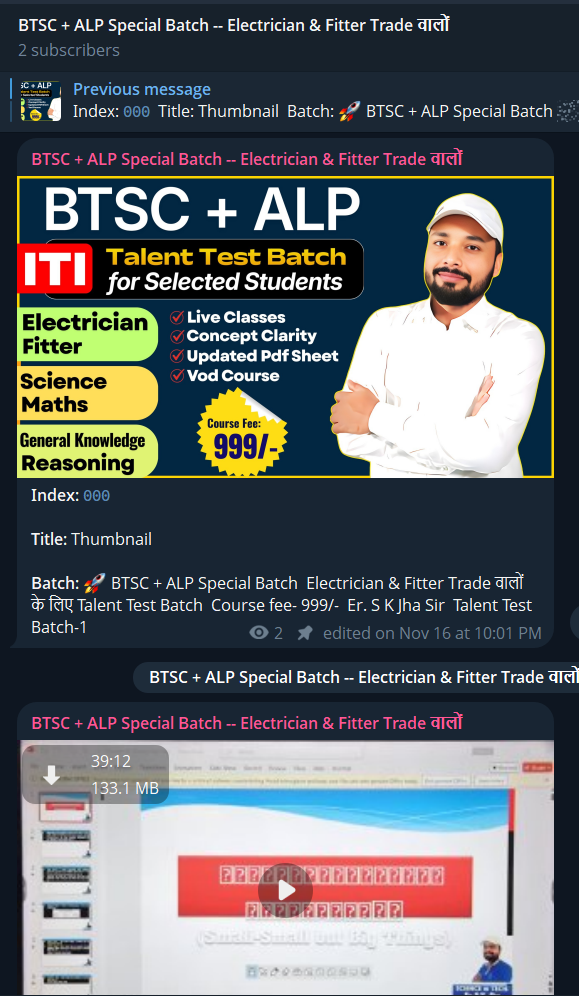 BTSC + ALP Special Batch -- Electrician & Fitter Trade वालों
2 subscribers
Previous message
Index: 000 Title: Thumbnail Batch: 🚀 BTSC + ALP Special Batch
BTSC + ALP Special Batch -- Electrician & Fitter Trade वालों
BTSC + ALP
ITI
Talent Test Batch
for Selected Students
Electrician
Fitter
Science
Maths
General Knowledge
Reasoning
Live Classes
Concept Clarity
Updated Pdf Sheet
Vod Course
Course Fee:
999/-
Index: 000
Title: Thumbnail
Batch: 🚀 BTSC + ALP Special Batch Electrician & Fitter Trade वालों
के लिए Talent Test Batch Course fee- 999/- Er. S K Jha Sir Talent Test
Batch-1
2 edited on Nov 16 at 10:01 PM
BTSC + ALP Special Batch -- Electrician & Fitter Trade वालों
BTSC + ALP Special Batch -- Electrician & Fitter Trade वालों
39:12
133.1 MB
(Small-Small but Big Things)